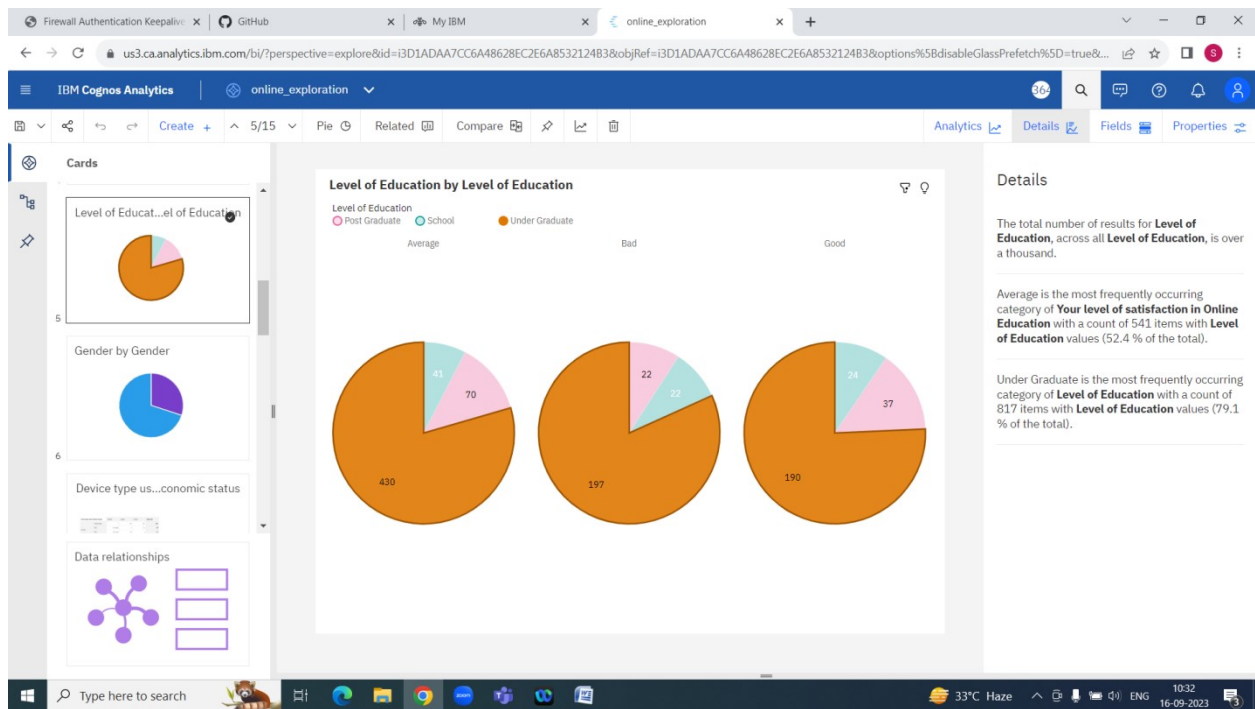 Firewall Authentication Keepalive
GitHub
My IBM
online_exploration
us3.ca.analytics.ibm.com/bi/?perspective=explore&id=i3D1ADAA7CC6A48628EC2E6A8532124B3&objRef=i3D1ADAA7CC6A48628EC2E6A8532124B3&options%5BdisableGlassPrefetch%5D=true&...
S
IBM Cognos Analytics
online_exploration
364
5/15
Create +
Pie
Related
Compare
Analytics
Details
Fields
Properties
Cards
Level of Educat...el of Education
5
Gender by Gender
6
Device type us...conomic status
Data relationships
Level of Education by Level of Education
Level of Education
Post Graduate
School
Under Graduate
Average
Bad
Good
41
70
430
22
22
197
24
37
190
Details
The total number of results for Level of
Education, across all Level of Education, is over
a thousand.
Average is the most frequently occurring
category of Your level of satisfaction in Online
Education with a count of 541 items with Level
of Education values (52.4 % of the total).
Under Graduate is the most frequently occurring
category of Level of Education with a count of
817 items with Level of Education values (79.1
% of the total).
Type here to search
zoom
33°C Haze
ENG
10:32
16-09-2023
3